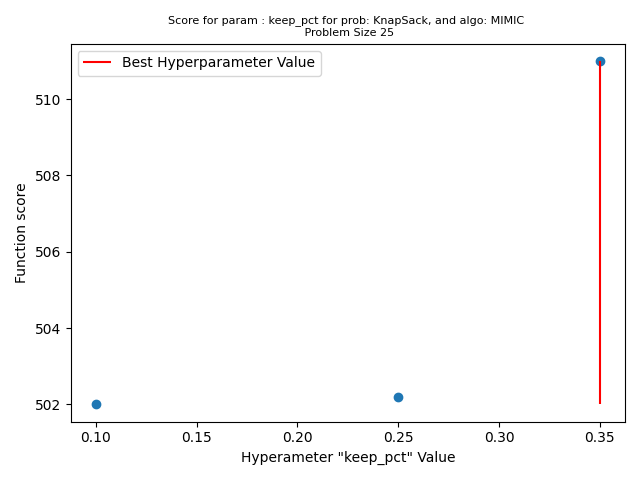 Score for param : keep_pct for prob: KnapSack, and algo: MIMIC
Problem Size 25
Best Hyperparameter Value
Function score
510
508
506
504
502
0.10
0.15
0.20
0.25
0.30
0.35
Hyperameter "keep_pct" Value